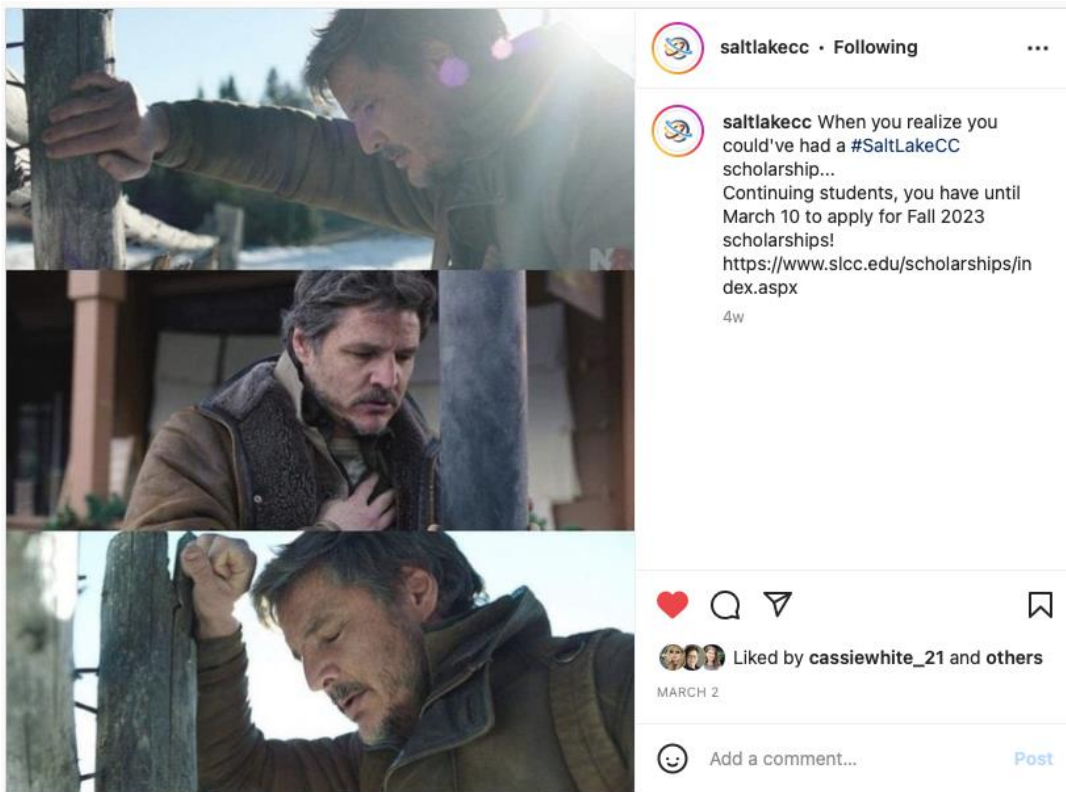 saltlakecc • Following
saltlakecc When you realize you
could've had a #SaltLakeCC
scholarship...
Continuing students, you have until
March 10 to apply for Fall 2023
scholarships!
https://www.slcc.edu/scholarships/in
dex.aspx
4w
Liked by cassiewhite_21 and others
MARCH 2
Add a comment...
Post